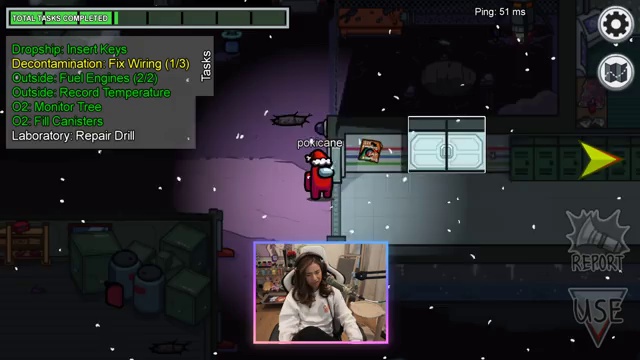 TOTAL TASKS COMPLETED
Ping: 51 ms
Dropship: Insert Keys
Decontamination: Fix Wiring (1/3)
Outside: Fuel Engines (2/2)
Outside: Record Temperature
O2: Monitor Tree
O2: Fill Canisters
Laboratory: Repair Drill
Tasks
pokicane
REPORT
USE